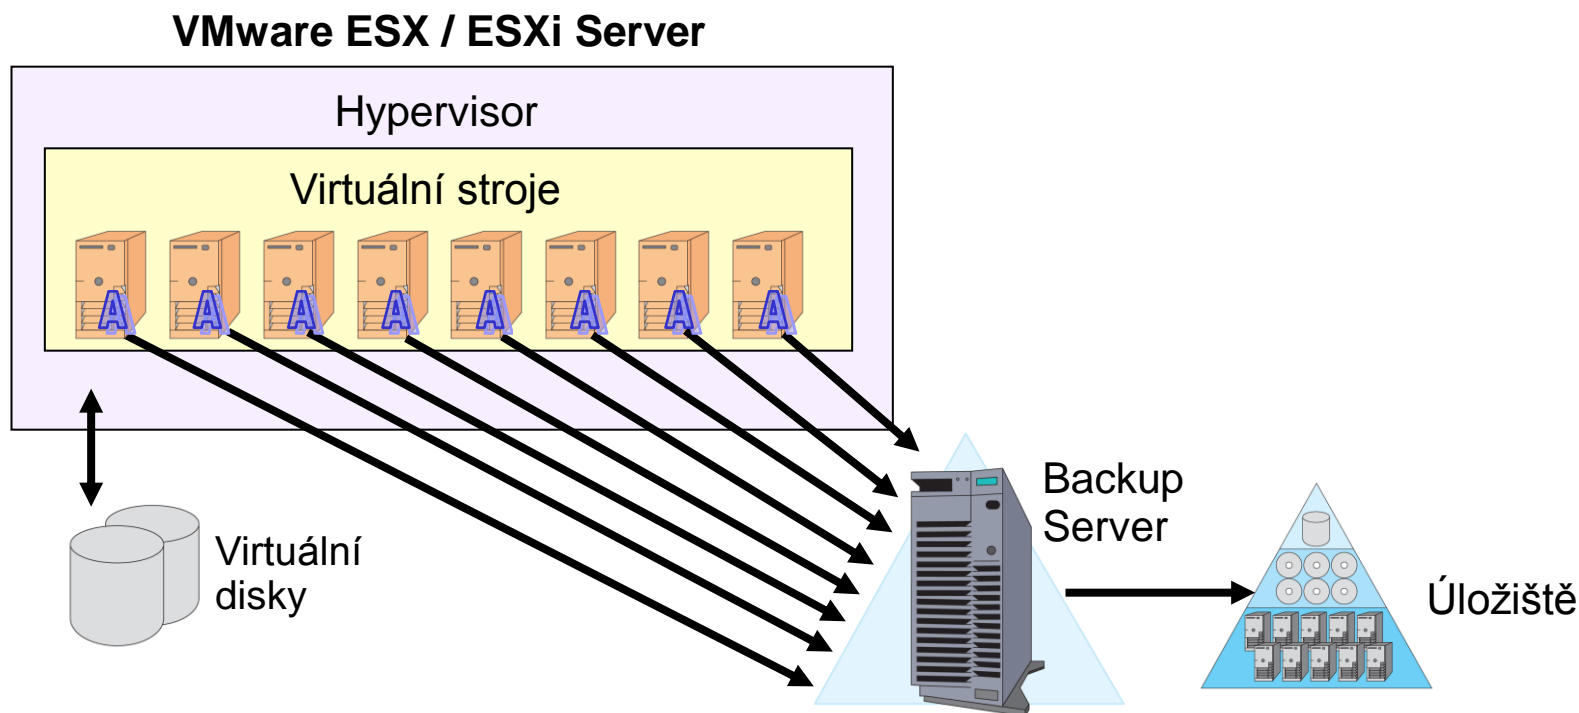 VMware ESX / ESXi Server
Hypervisor
Virtuální stroje
A A A A A A A A
Backup
Server
Virtuální
disky
Úložiště